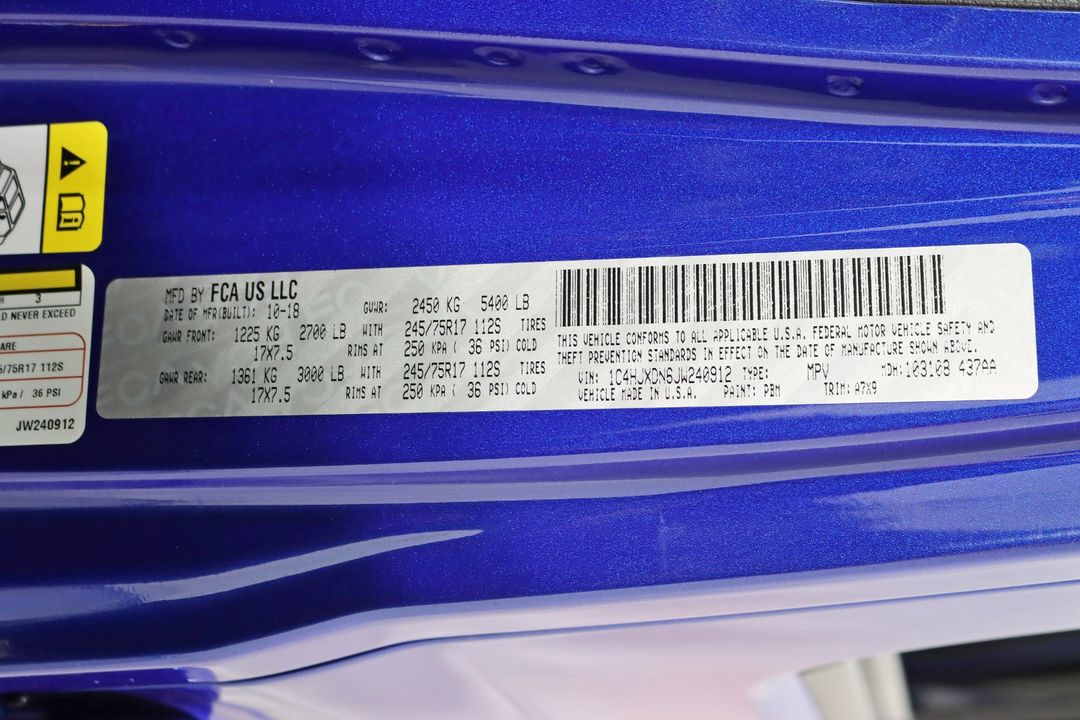 MFD BY FCA US LLC
DATE OF MFR(BUILT): 10-18 GVWR: 2450 KG 5400 LB
GAWR FRONT: 1225 KG 2700 LB WITH 245/75R17 112S TIRES
17X7.5 RIMS AT 250 KPA ( 36 PSI) COLD
GAWR REAR: 1361 KG 3000 LB WITH 245/75R17 112S TIRES
17X7.5 RIMS AT 250 KPA ( 36 PSI) COLD
THIS VEHICLE CONFORMS TO ALL APPLICABLE U.S.A. FEDERAL MOTOR VEHICLE SAFETY AND
THEFT PREVENTION STANDARDS IN EFFECT ON THE DATE OF MANUFACTURE SHOWN ABOVE.
VIN: 1C4HJXDN6JW240912 TYPE: MPV MDH:103108 437AA
VEHICLE MADE IN U.S.A. PAINT: PBM TRIM: A7X9
3
D NEVER EXCEED
ARE
/75R17 112S
kPa / 36 PSI
JW240912